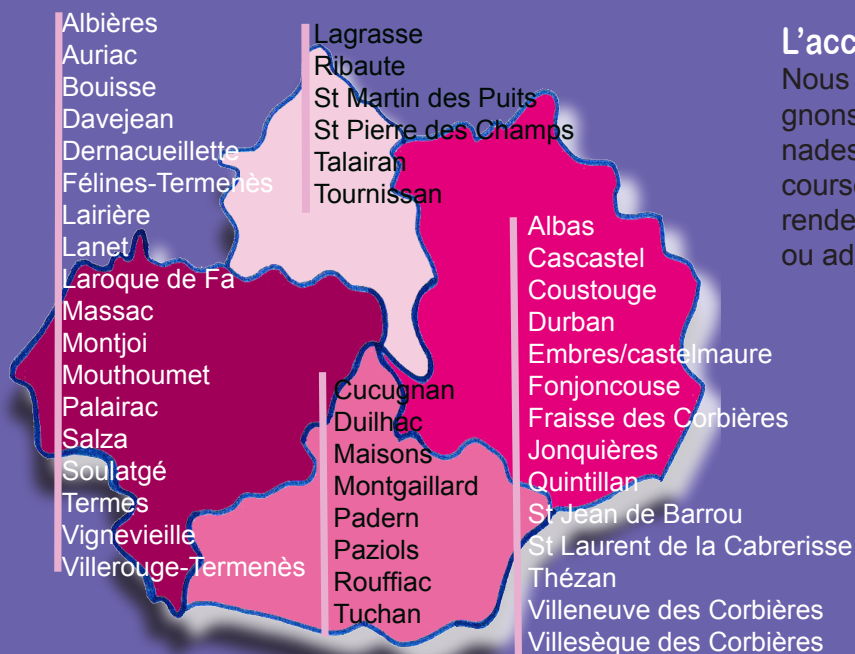 Albières
Auriac
Bouisse
Davejean
Dernacueillette
Félines-Termenès
Lairière
Lanet
Laroque de Fa
Massac
Montjoi
Mouthoumet
Palairac
Salza
Soulatgé
Termes
Vignevieille
Villerouge-Termenès
Lagrasse
Ribaute
St Martin des Puits
St Pierre des Champs
Talairan
Tournissan
Cucugnan
Duilhac
Maisons
Montgaillard
Padern
Paziols
Rouffiac
Tuchan
Albas
Cascastel
Coustouge
Durban
Embres/castelmaure
Fonjoncouse
Fraisse des Corbières
Jonquières
Quintillan
St Jean de Barrou
St Laurent de la Cabrerisse
Thézan
Villeneuve des Corbières
Villesèque des Corbières
L'acc
Nous
gnons
nades
course
rende
ou ad